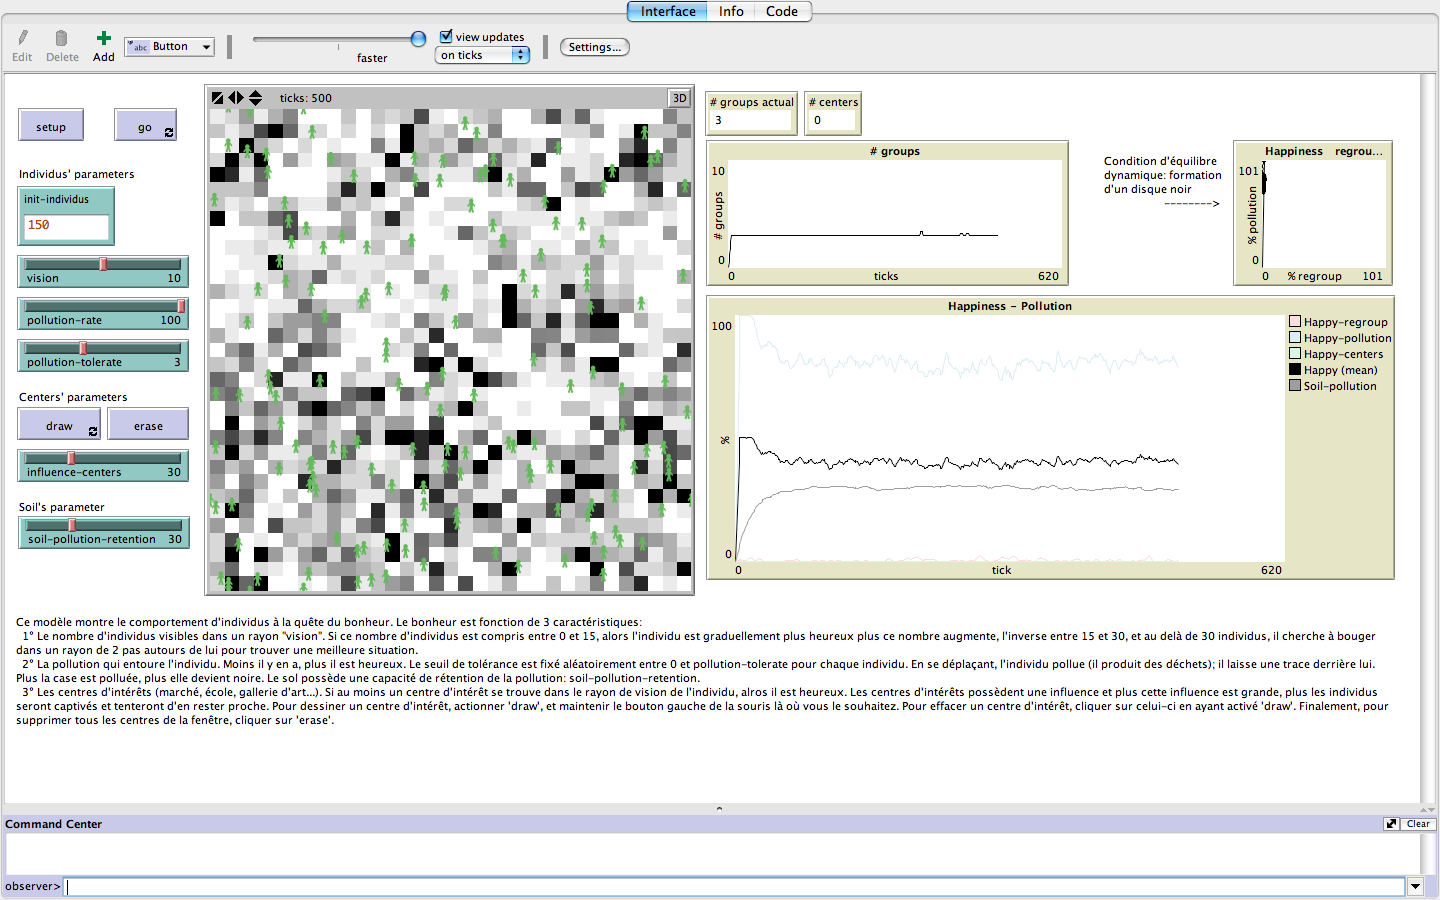 Interface Info Code
Edit Delete Add abc Button faster view updates on ticks Settings...
setup go
ticks: 500 3D
# groups actual
3
# centers
0
Individus' parameters
init-individus
150
vision 10
pollution-rate 100
pollution-tolerate 3
Centers' parameters
draw erase
influence-centers 30
Soil's parameter
soil-pollution-retention 30
# groups
10
# groups
0
0 ticks 620
Condition d'équilibre
dynamique: formation
d'un disque noir
-------->
Happiness regrou...
101
% pollution
0
0 % regroup 101
Happiness - Pollution
100
%
0
0 tick 620
Happy-regroup
Happy-pollution
Happy-centers
Happy (mean)
Soil-pollution
Ce modèle montre le comportement d'individus à la quête du bonheur. Le bonheur est fonction de 3 caractéristiques:
1° Le nombre d'individus visibles dans un rayon "vision". Si ce nombre d'individus est compris entre 0 et 15, alors l'individu est graduellement plus heureux plus ce nombre augmente, l'inverse entre 15 et 30, et au delà de 30 individus, il cherche à bouger
dans un rayon de 2 pas autours de lui pour trouver une meilleure situation.
2° La pollution qui entoure l'individu. Moins il y en a, plus il est heureux. Le seuil de tolérance est fixé aléatoirement entre 0 et pollution-tolerate pour chaque individu. En se déplaçant, l'individu pollue (il produit des déchets); il laisse une trace derrière lui.
Plus la case est polluée, plus elle devient noire. Le sol possède une capacité de rétention de la pollution: soil-pollution-retention.
3° Les centres d'intérêts (marché, école, gallerie d'art...). Si au moins un centre d'intérêt se trouve dans le rayon de vision de l'individu, alros il est heureux. Les centres d'intérêts possèdent une influence et plus cette influence est grande, plus les individus
seront captivés et tenteront d'en rester proche. Pour dessiner un centre d'intérêt, actionner 'draw', et maintenir le bouton gauche de la souris là où vous le souhaitez. Pour effacer un centre d'intérêt, cliquer sur celui-ci en ayant activé 'draw'. Finalement, pour
supprimer tous les centres de la fenêtre, cliquer sur 'erase'.
Command Center Clear
observer>